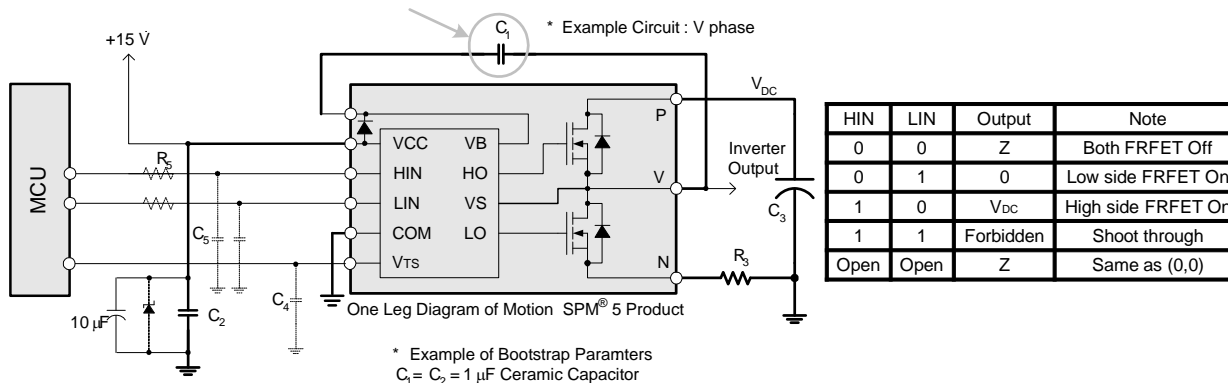 C1
* Example Circuit : V phase
+15 V
MCU
R5
C5
10 µF
C2
C4
VCC
HIN
LIN
COM
VTS
VB
HO
VS
LO
P
V
N
VDC
Inverter
Output
C3
R3
One Leg Diagram of Motion SPM® 5 Product
* Example of Bootstrap Paramters
C1= C2 = 1 µF Ceramic Capacitor
HIN LIN Output Note
0 0 Z Both FRFET Off
0 1 0 Low side FRFET On
1 0 VDC High side FRFET On
1 1 Forbidden Shoot through
Open Open Z Same as (0,0)